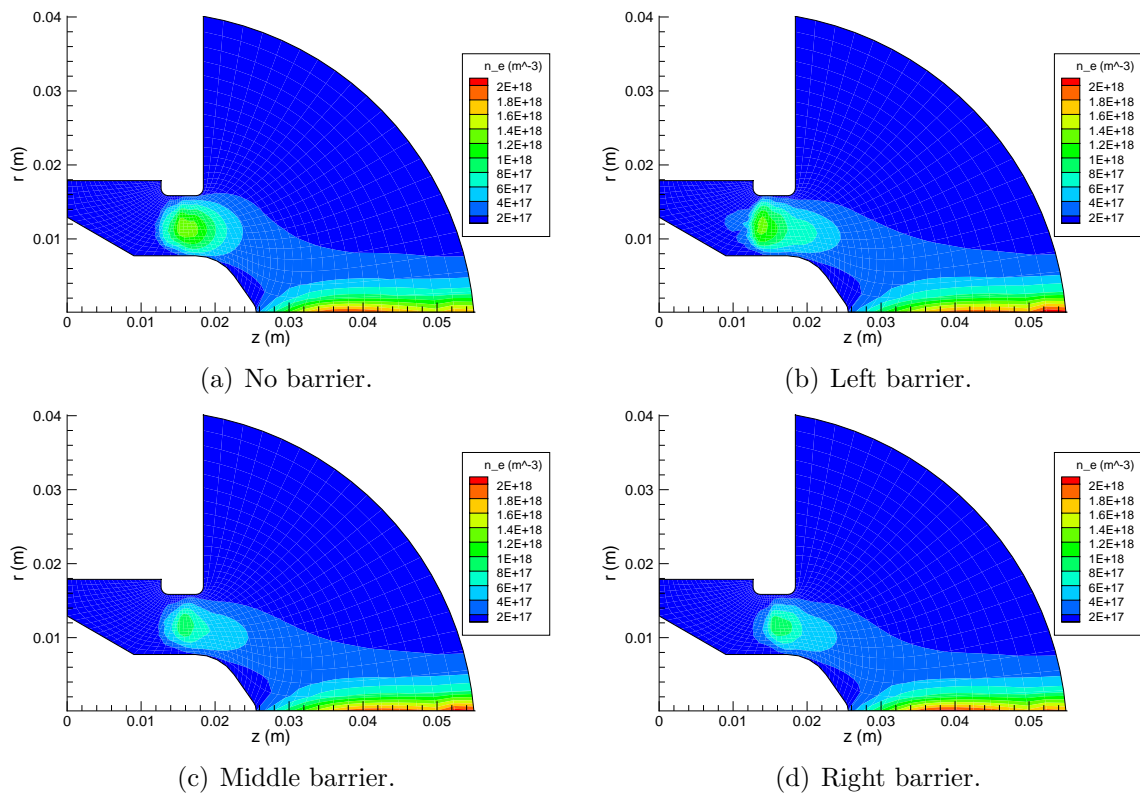 0.04
0.03
0.02
0.01
r (m)
0
0.01
0.02
0.03
0.04
0.05
z (m)
n_e (m^-3)
2E+18
1.8E+18
1.6E+18
1.4E+18
1.2E+18
1E+18
8E+17
6E+17
4E+17
2E+17
(a) No barrier.
0.04
0.03
0.02
0.01
r (m)
0
0.01
0.02
0.03
0.04
0.05
z (m)
n_e (m^-3)
2E+18
1.8E+18
1.6E+18
1.4E+18
1.2E+18
1E+18
8E+17
6E+17
4E+17
2E+17
(b) Left barrier.
0.04
0.03
0.02
0.01
r (m)
0
0.01
0.02
0.03
0.04
0.05
z (m)
n_e (m^-3)
2E+18
1.8E+18
1.6E+18
1.4E+18
1.2E+18
1E+18
8E+17
6E+17
4E+17
2E+17
(c) Middle barrier.
0.04
0.03
0.02
0.01
r (m)
0
0.01
0.02
0.03
0.04
0.05
z (m)
n_e (m^-3)
2E+18
1.8E+18
1.6E+18
1.4E+18
1.2E+18
1E+18
8E+17
6E+17
4E+17
2E+17
(d) Right barrier.